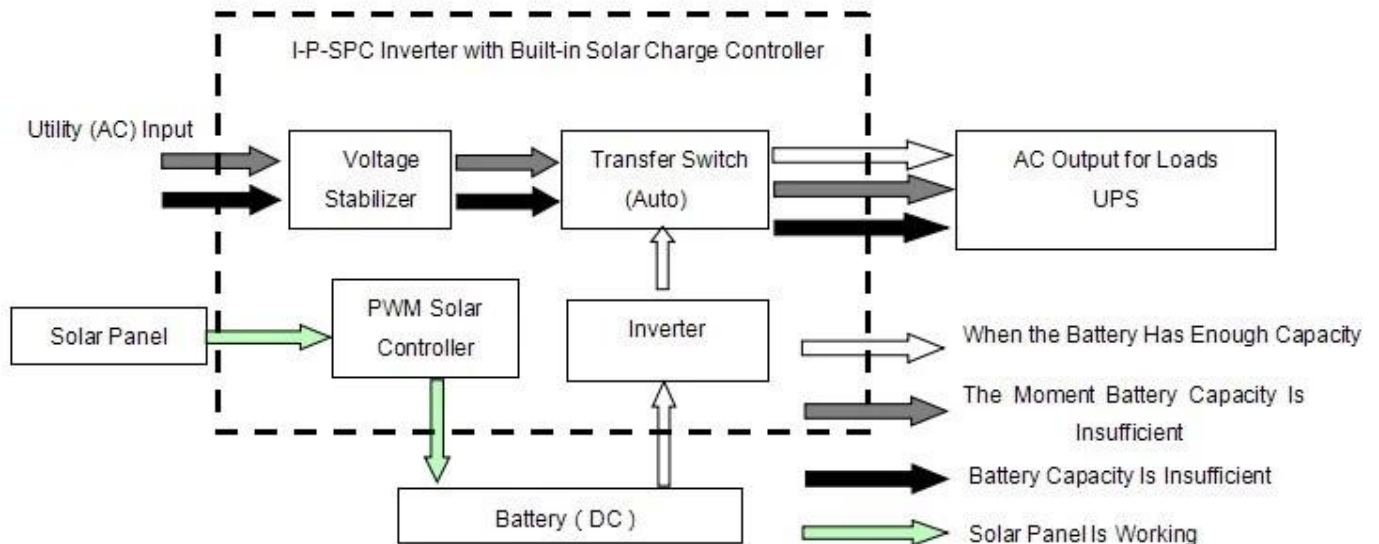 I-P-SPC Inverter with Built-in Solar Charge Controller
Utility (AC) Input
Voltage
Stabilizer
Transfer Switch
(Auto)
AC Output for Loads
UPS
Solar Panel
PWM Solar
Controller
Inverter
Battery ( DC )
When the Battery Has Enough Capacity
The Moment Battery Capacity Is
Insufficient
Battery Capacity Is Insufficient
Solar Panel Is Working